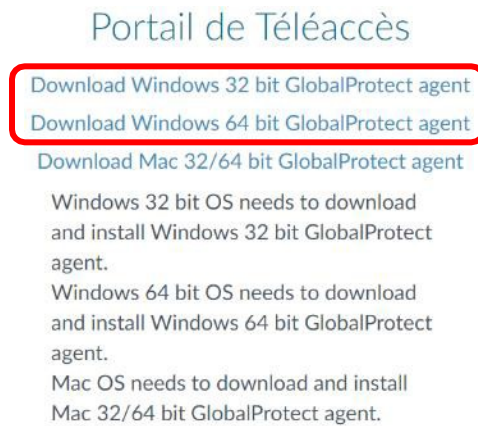 Portail de Téléaccès
Download Windows 32 bit GlobalProtect agent
Download Windows 64 bit GlobalProtect agent
Download Mac 32/64 bit GlobalProtect agent
Windows 32 bit OS needs to download
and install Windows 32 bit GlobalProtect
agent.
Windows 64 bit OS needs to download
and install Windows 64 bit GlobalProtect
agent.
Mac OS needs to download and install
Mac 32/64 bit GlobalProtect agent.